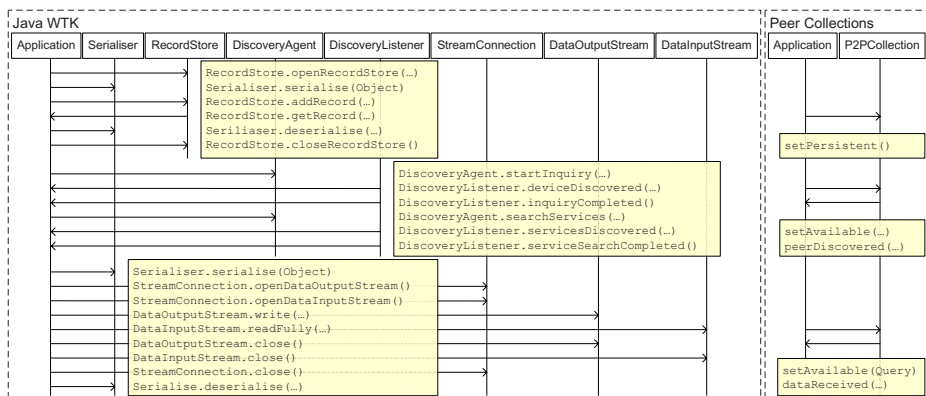 Java WTK
Peer Collections
Application Serialiser RecordStore DiscoveryAgent DiscoveryListener StreamConnection DataOutputStream DataInputStream
Application P2PCollection
RecordStore.openRecordStore(…)
Serialiser.serialise(Object)
RecordStore.addRecord(…)
RecordStore.getRecord(…)
Seriliaser.deserialise(…)
RecordStore.closeRecordStore()
setPersistent()
DiscoveryAgent.startInquiry(…)
DiscoveryListener.deviceDiscovered(…)
DiscoveryListener.inquiryCompleted()
DiscoveryAgent.searchServices(…)
DiscoveryListener.servicesDiscovered(…)
DiscoveryListener.serviceSearchCompleted()
setAvailable(…)
peerDiscovered(…)
Serialiser.serialise(Object)
StreamConnection.openDataOutputStream()
StreamConnection.openDataInputStream()
DataOutputStream.write(…)
DataInputStream.readFully(…)
DataOutputStream.close()
DataInputStream.close()
StreamConnection.close()
Serialise.deserialise(…)
setAvailable(Query)
dataReceived(…)